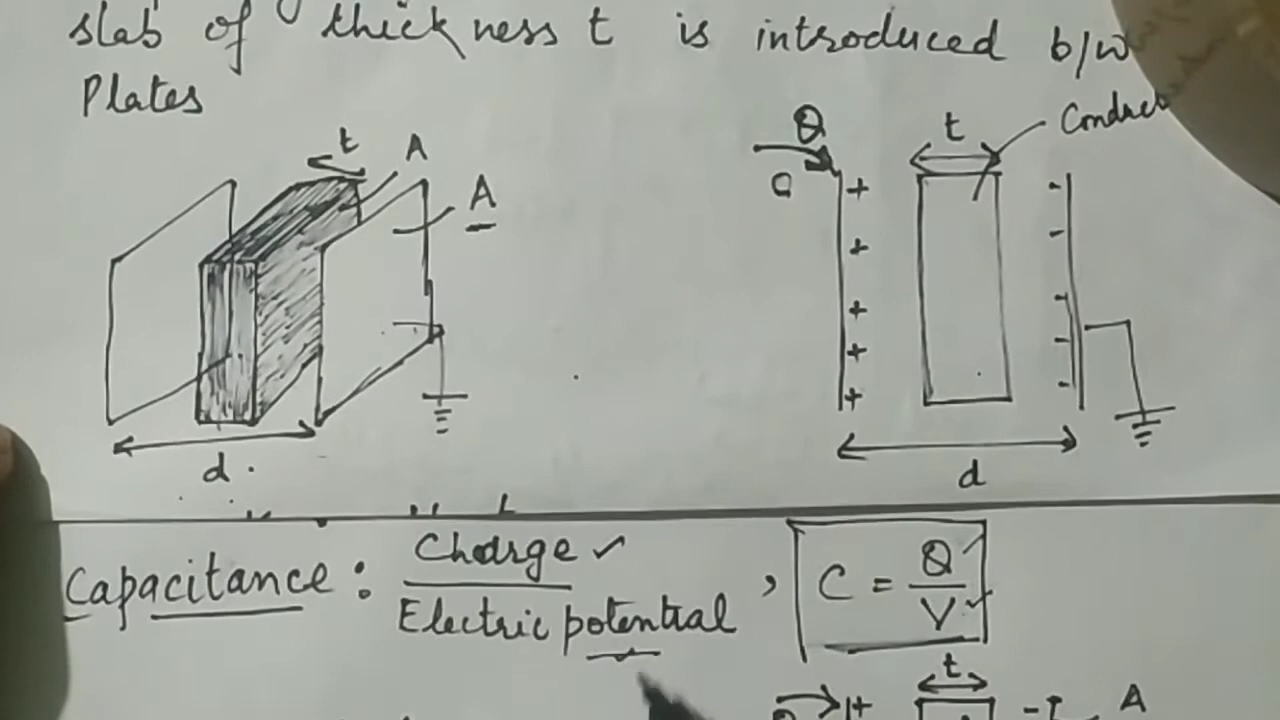 slab of thickness t is introduced b/w
Plates
t
A
A
d
Q
t
Conduc
+
+
+
+
+
-
-
-
-
-
d
Capacitance : Charge / Electric potential , C = Q / V
t
+
-
A